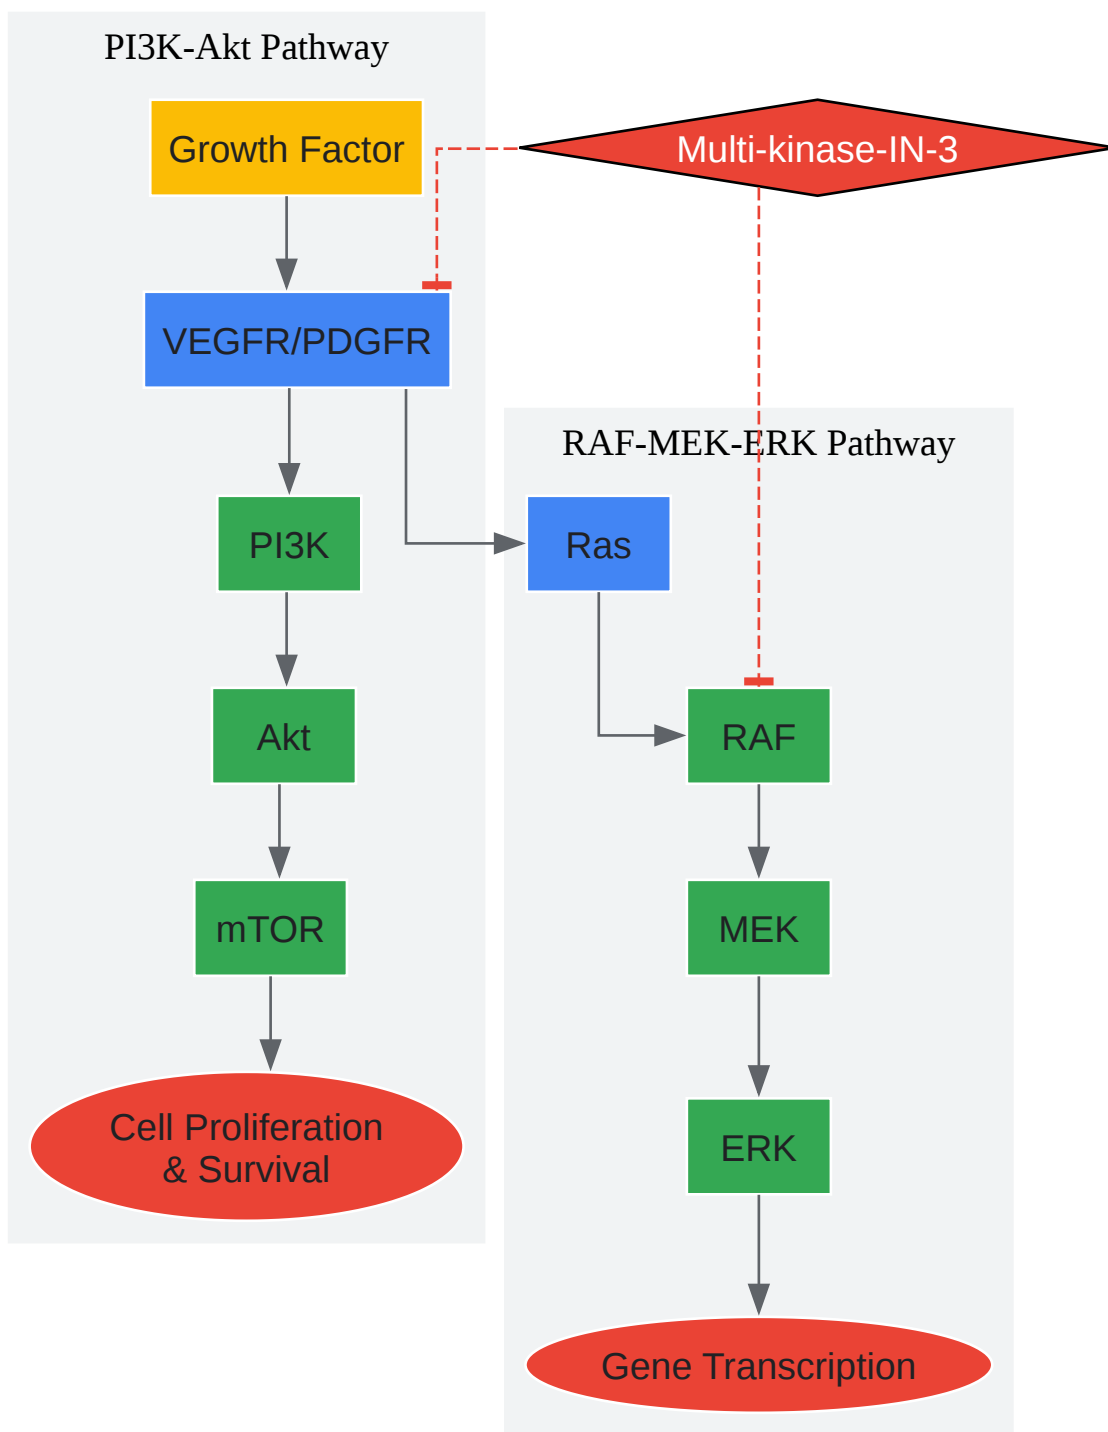 PI3K-Akt Pathway
Growth Factor
Multi-kinase-IN-3
VEGFR/PDGFR
RAF-MEK-ERK Pathway
PI3K
Ras
Akt
RAF
mTOR
MEK
Cell Proliferation
& Survival
ERK
Gene Transcription